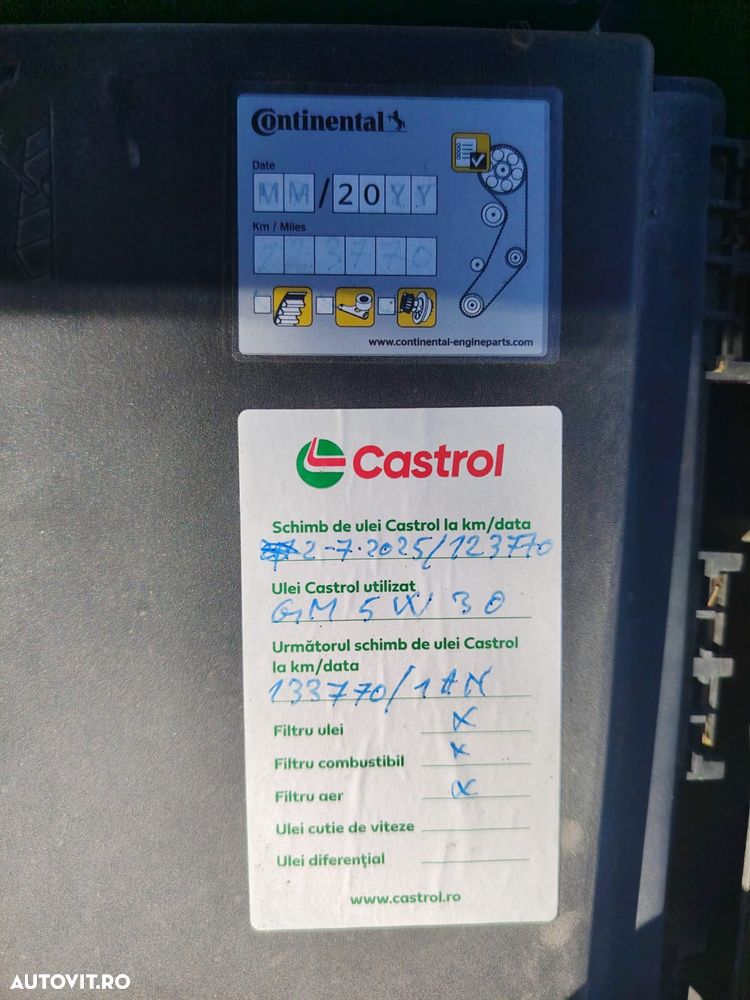 Continental
Date
MM/20YY
Km / Miles
123770
www.continental-engineparts.com
Castrol
Schimb de ulei Castrol la km/data
2-7.2025/123770
Ulei Castrol utilizat
GM 5W30
Următorul schimb de ulei Castrol
la km/data
133770/1AN
Filtru ulei X
Filtru combustibil X
Filtru aer X
Ulei cutie de viteze
Ulei diferențial
www.castrol.ro
AUTOVIT.RO